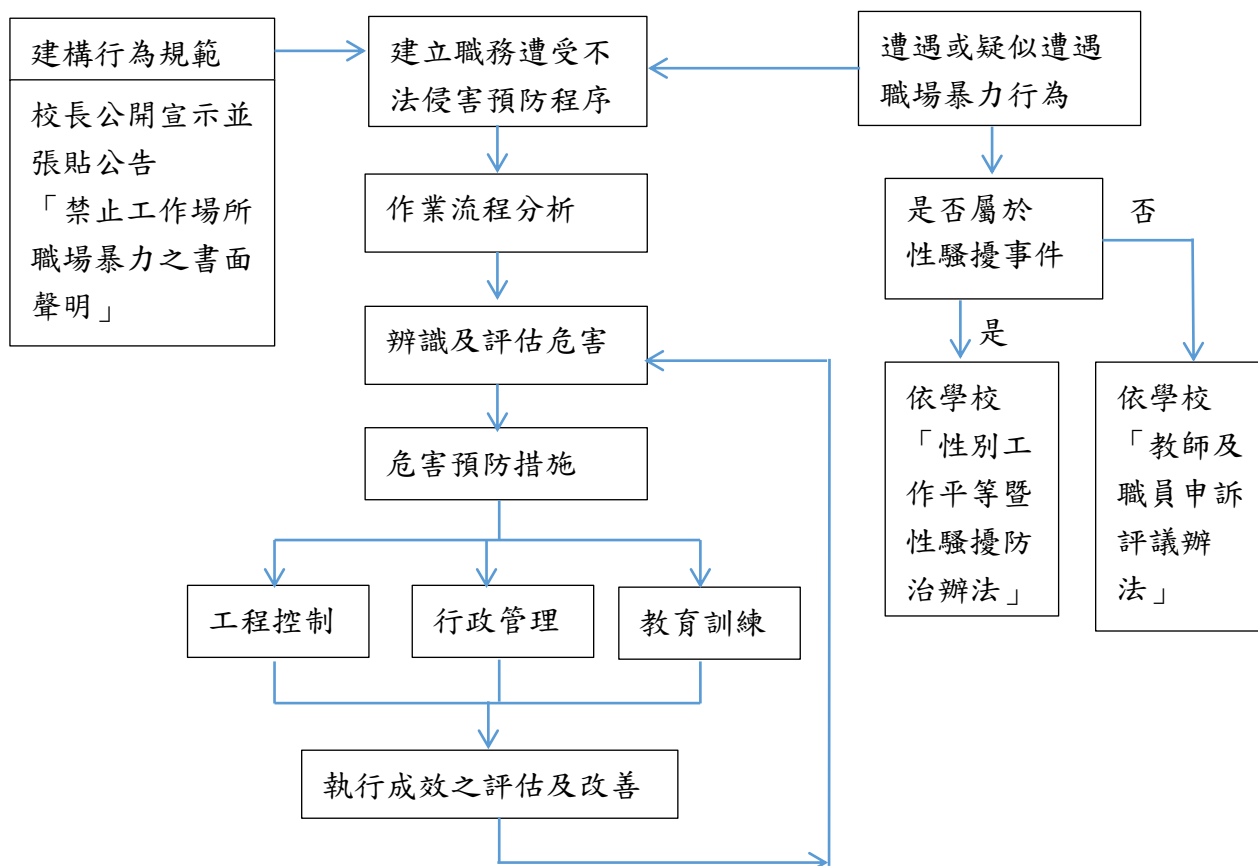 建構行為規範
校長公開宣示並
張貼公告
「禁止工作場所
職場暴力之書面
聲明」
建立職務遭受不
法侵害預防程序
作業流程分析
辨識及評估危害
危害預防措施
工程控制
行政管理
教育訓練
執行成效之評估及改善
遭遇或疑似遭遇
職場暴力行為
是否屬於
性騷擾事件
否
是
依學校
「性別工
作平等暨
性騷擾防
治辦法」
依學校
「教師及
職員申訴
評議辦
法」